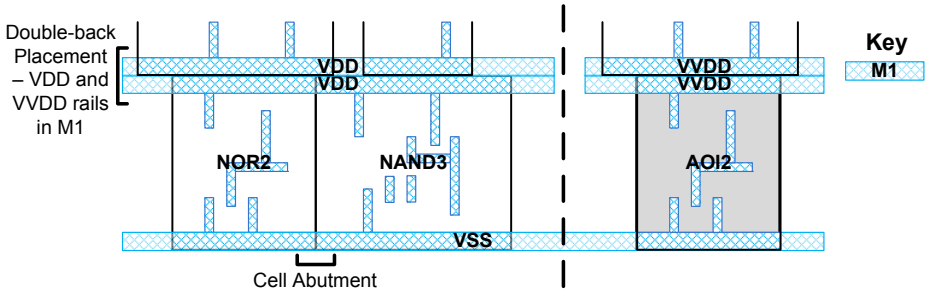 Double-back
Placement
– VDD and
VVDD rails
in M1
VDD
VDD
VVDD
VVDD
Key
M1
NOR2
NAND3
AOI2
VSS
Cell Abutment